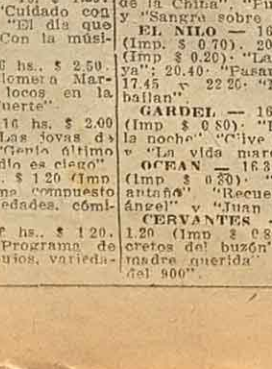 "Cuidado con
"El día que
Con la músi-
hs. $ 2.50.
lomera Mar-
locos en la
uerte".
16 hs. $ 2.00
Las jovas d
"Genio último
dio es ciego"
$ 1 20 (Imp
na compuesto
edades, cómi-
hs.. $ 1 20.
Programa de
ujos, varieda-
de la China". "Pu
y "Sangre sobre
EL NILO — 16
(Imp. $ 0.70). 20
(Imp $ 0.20): "La
ya"; 20.40 "Pasa
17.45 y 22 20 "
bailan".
GARDEL — 16
(Imp $ 0 80). "
la noche" "Clive
y "La vida mar
OCEAN — 16 3
(Imp $ 0 30) "
antaño" "Recue
ángel" y "Juan
CERVANTES
1.20 (Imp $ 0 8
cretos del buzón"
madre querida"
del 900".